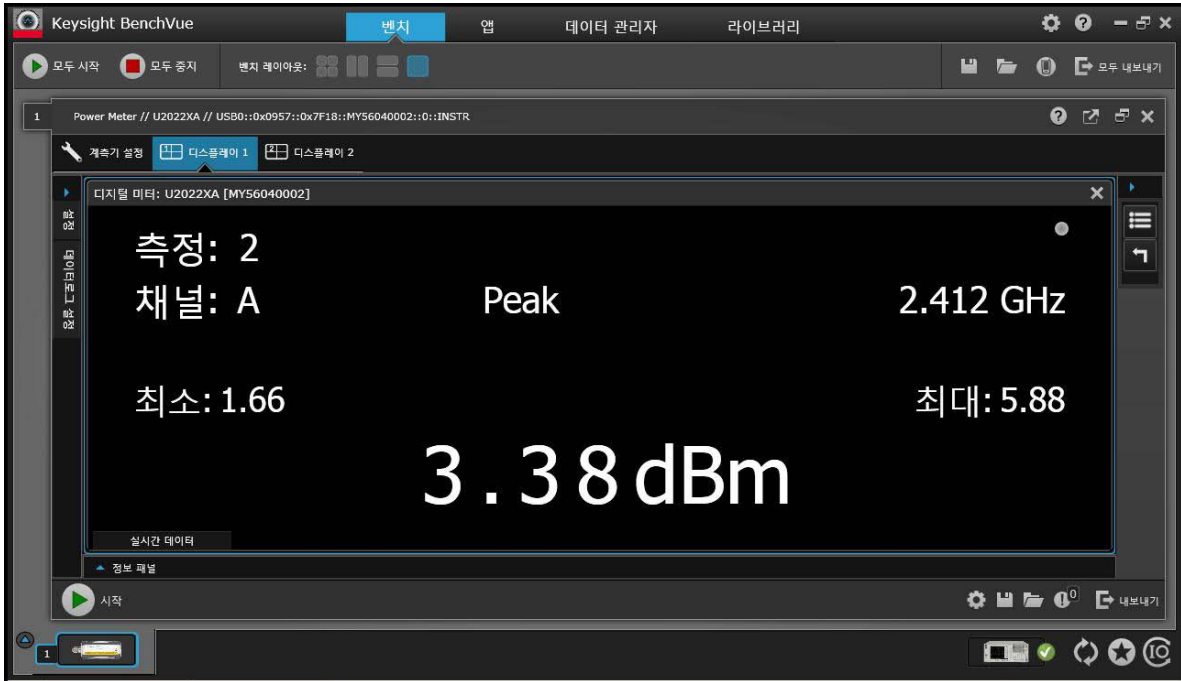 Keysight BenchVue
벤치
앱
데이터 관리자
라이브러리
모두 시작
모두 중지
벤치 레이아웃:
모두 내보내기
1
Power Meter // U2022XA // USB0::0x0957::0x7F18::MY56040002::0::INSTR
계측기 설정
1
디스플레이 1
2
디스플레이 2
디지털 미터: U2022XA [MY56040002]
설정
데이터로그 설정
측정: 2
채널: A Peak 2.412 GHz
최소: 1.66 최대: 5.88
3.38 dBm
실시간 데이터
정보 패널
시작
0
내보내기
1
IO